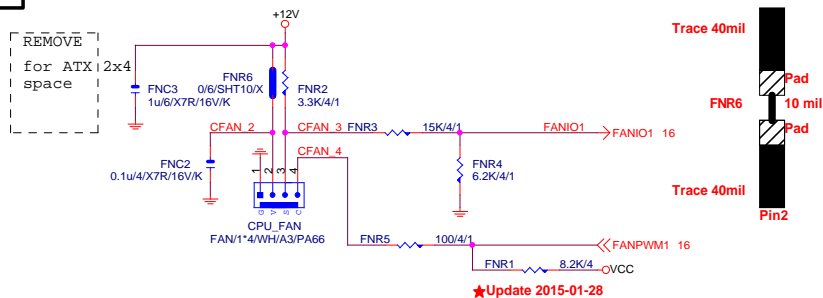 +12V
REMOVE
for ATX 2x4
space
FNC3
1u/6/X7R/16V/K
FNR6
0/6/SHT10/X
FNR2
3.3K/4/1
CFAN_2
CFAN_3
FNR3
15K/4/1
FANIO1
FANIO1 16
CFAN_4
FNC2
0.1u/4/X7R/16V/K
FNR4
6.2K/4/1
1
2
3
4
G
V
S
C
CPU_FAN
FAN/1*4/WH/A3/PA66
FNR5
100/4/1
FANPWM1 16
FNR1
8.2K/4
VCC
★Update 2015-01-28
Trace 40mil
Pad
FNR6
10 mil
Pad
Trace 40mil
Pin2